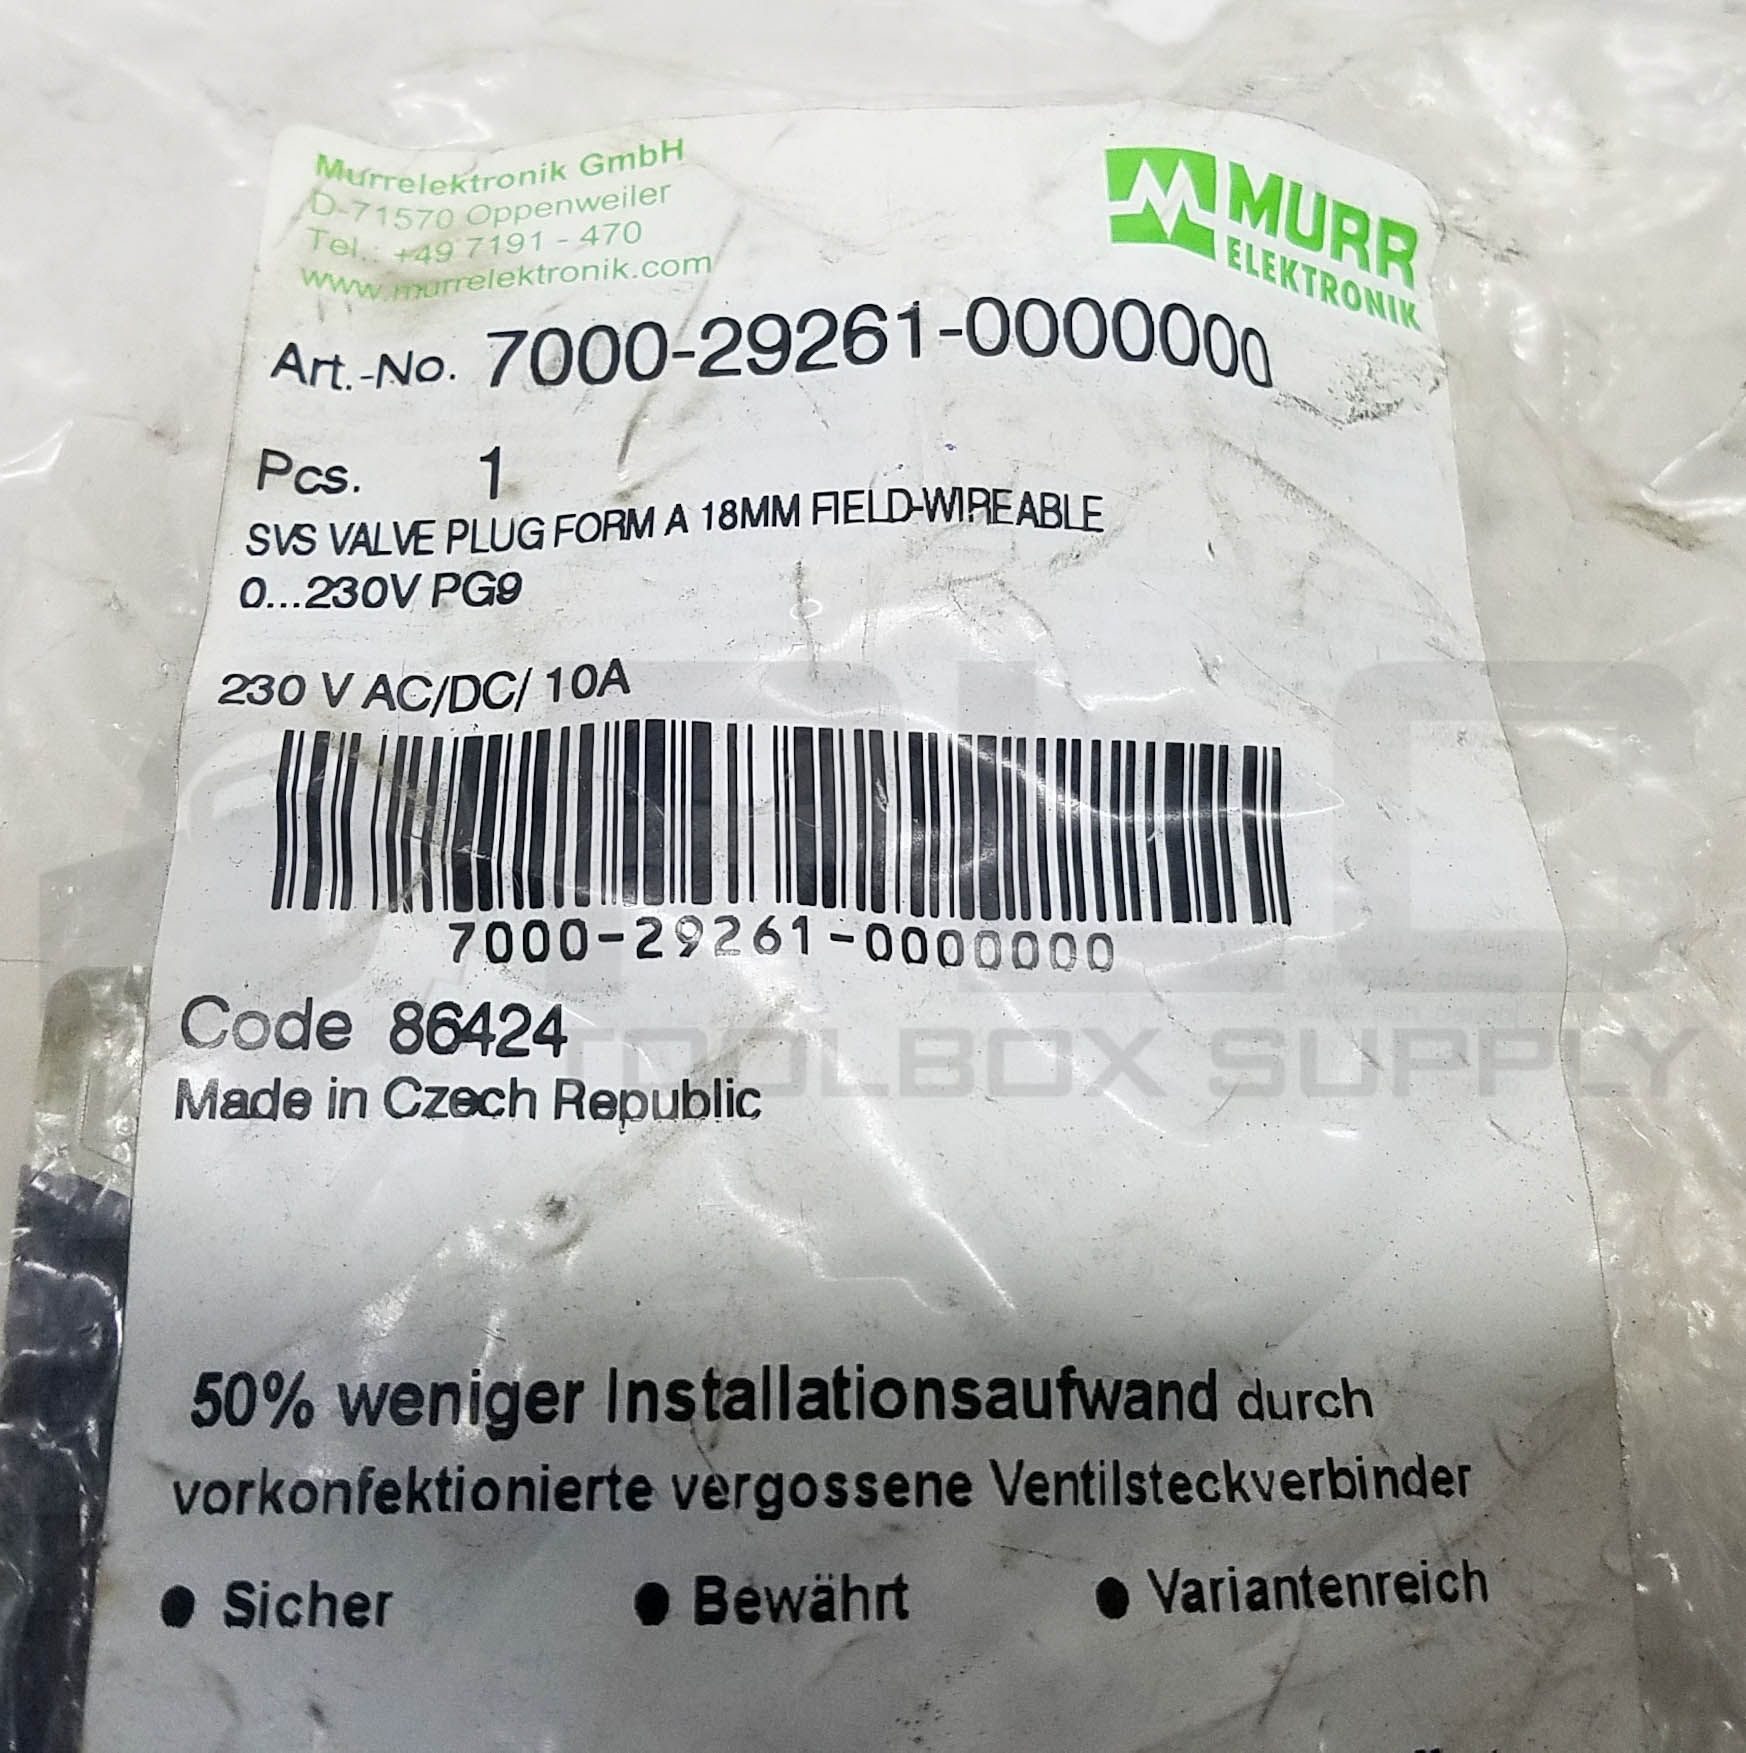 Murrelektronik GmbH
D-71570 Oppenweiler
Tel.: +49 7191 - 470
www.murrelektronik.com
MURR
ELEKTRONIK
Art.-No. 7000-29261-0000000
Pcs. 1
SVS VALVE PLUG FORM A 18MM FIELD-WIREABLE
0...230V PG9
230 V AC/DC/ 10A
7000-29261-0000000
Code 86424
Made in Czech Republic
TOOLBOX SUPPLY
50% weniger Installationsaufwand durch
vorkonfektionierte vergossene Ventilsteckverbinder
● Sicher ● Bewährt ● Variantenreich